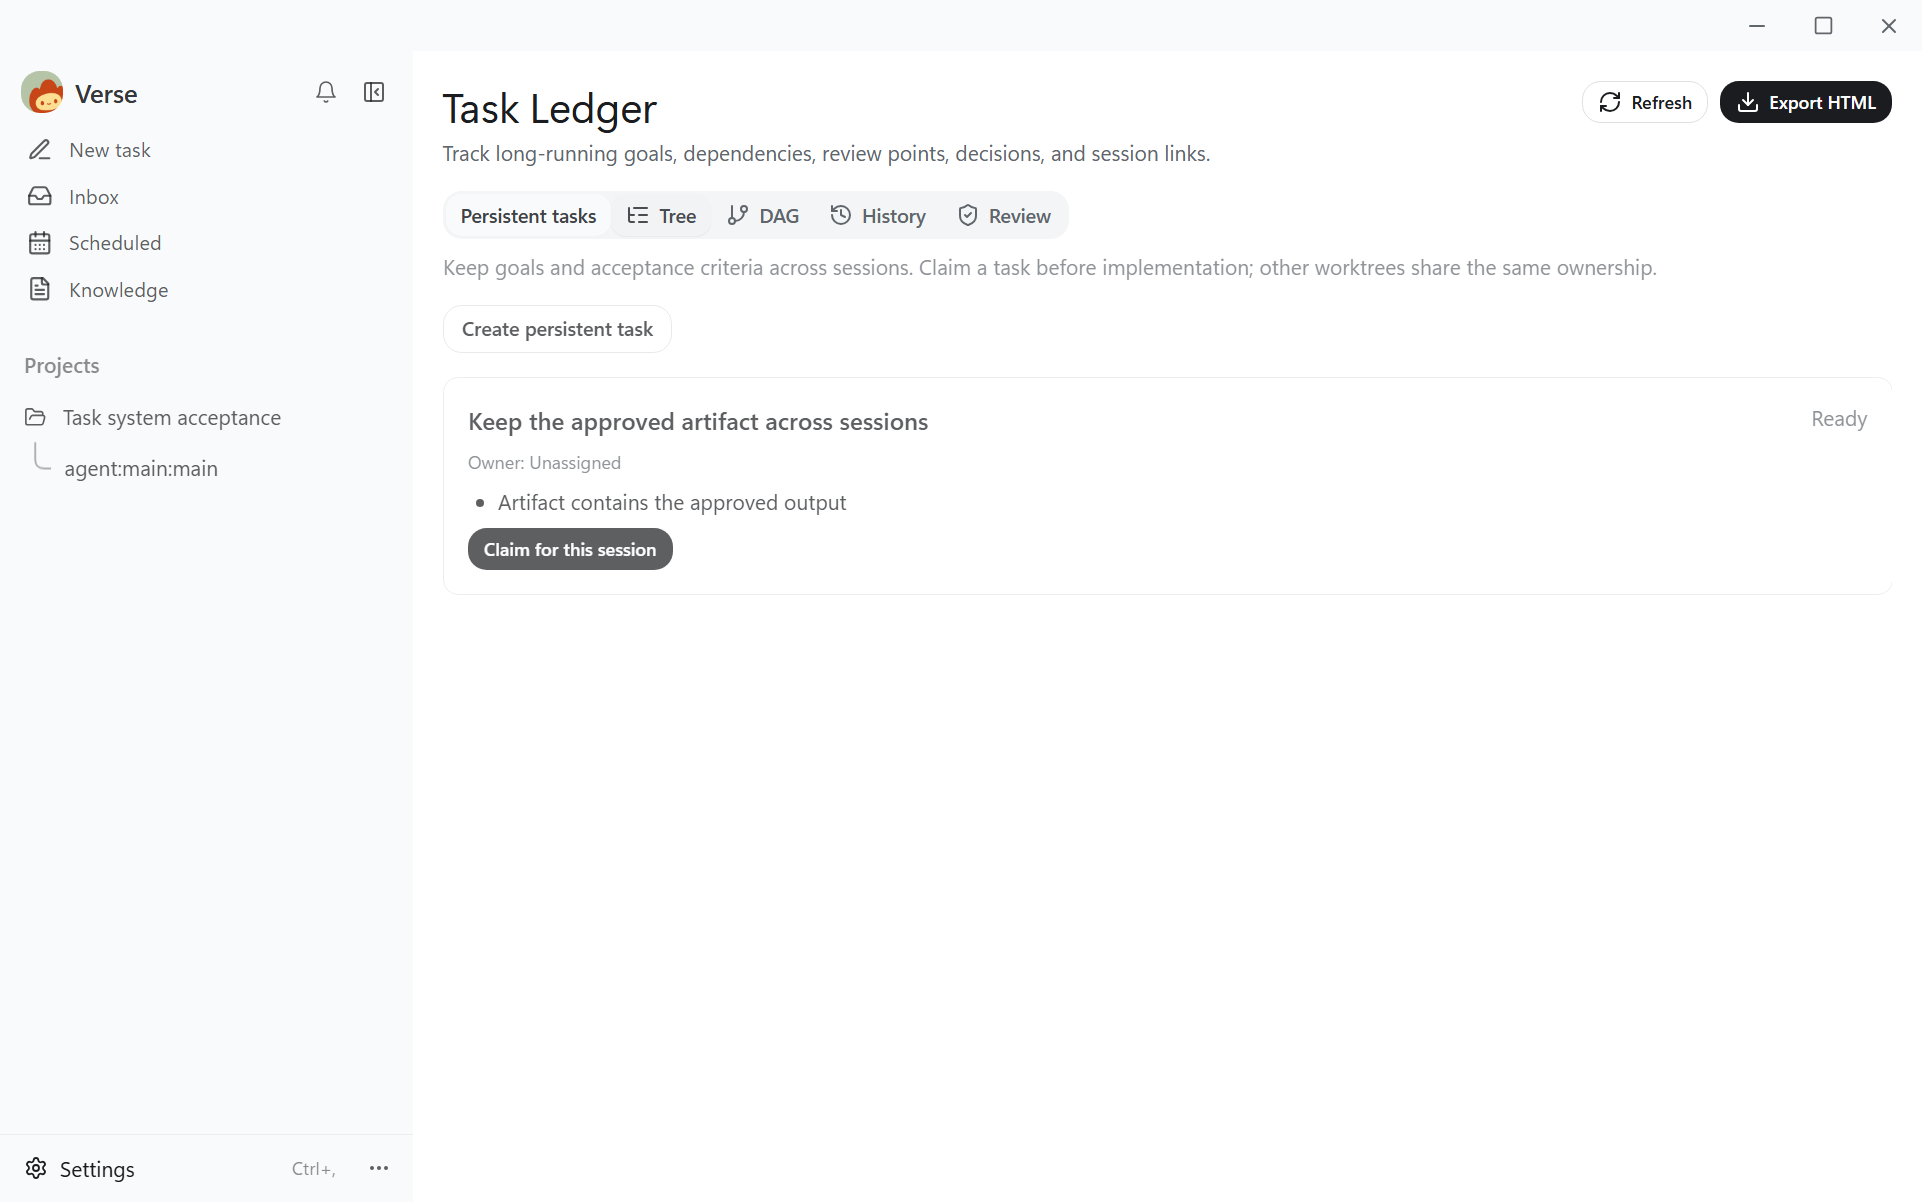 Verse
New task
Inbox
Scheduled
Knowledge
Projects
Task system acceptance
agent:main:main
Settings
Ctrl+,
Task Ledger
Refresh
Export HTML
Track long-running goals, dependencies, review points, decisions, and session links.
Persistent tasks
Tree
DAG
History
Review
Keep goals and acceptance criteria across sessions. Claim a task before implementation; other worktrees share the same ownership.
Create persistent task
Keep the approved artifact across sessions
Ready
Owner: Unassigned
Artifact contains the approved output
Claim for this session